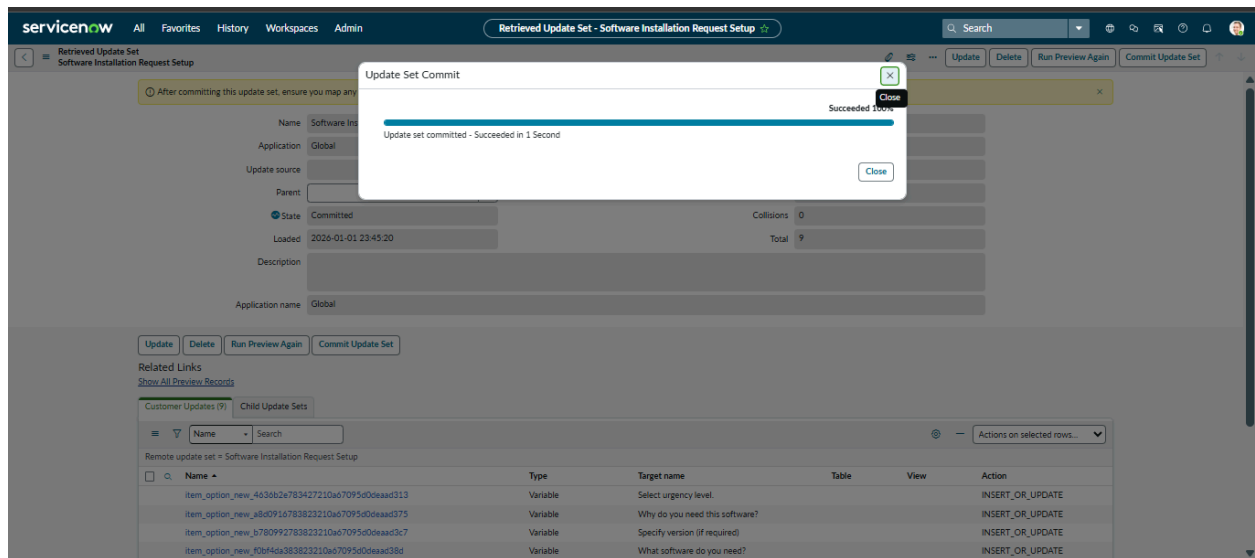 servicenow All Favorites History Workspaces Admin Retrieved Update Set - Software Installation Request Setup Search
Retrieved Update Set
Software Installation Request Setup
Update Delete Run Preview Again Commit Update Set
Update Set Commit
Close
After committing this update set, ensure you map any
Succeeded 100%
Update set committed - Succeeded in 1 Second
Close
Name Software Ins
Application Global
Update source
Parent
State Committed Collisions 0
Loaded 2026-01-01 23:45:20 Total 9
Description
Application name Global
Update Delete Run Preview Again Commit Update Set
Related Links
Show All Preview Records
Customer Updates (9) Child Update Sets
Name Search Actions on selected rows...
Remote update set = Software Installation Request Setup
Name Type Target name Table View Action
item_option_new_4636b2e783427210a67095d0deaad313 Variable Select urgency level. INSERT_OR_UPDATE
item_option_new_a8d0916783823210a67095d0deaad375 Variable Why do you need this software? INSERT_OR_UPDATE
item_option_new_b780992783823210a67095d0deaad3c7 Variable Specify version (if required) INSERT_OR_UPDATE
item_option_new_f0bf4da383823210a67095d0deaad38d Variable What software do you need? INSERT_OR_UPDATE